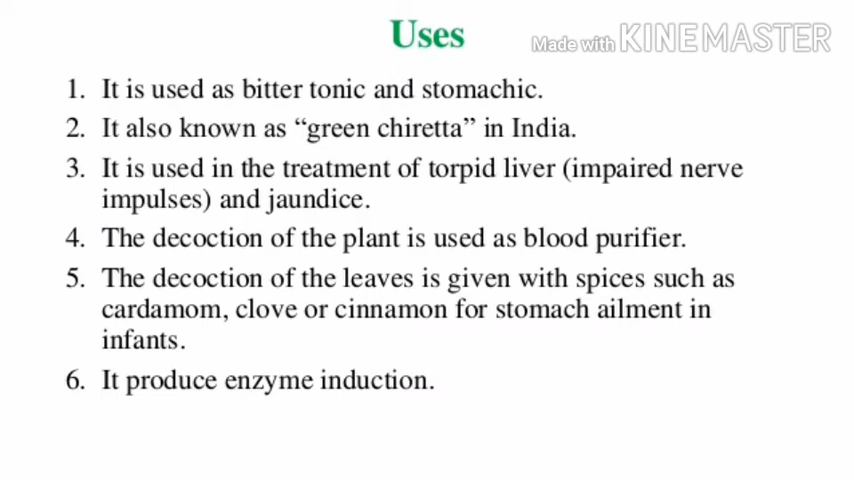 Uses
Made with KINEMASTER
1. It is used as bitter tonic and stomachic.
2. It also known as “green chiretta” in India.
3. It is used in the treatment of torpid liver (impaired nerve
impulses) and jaundice.
4. The decoction of the plant is used as blood purifier.
5. The decoction of the leaves is given with spices such as
cardamom, clove or cinnamon for stomach ailment in
infants.
6. It produce enzyme induction.